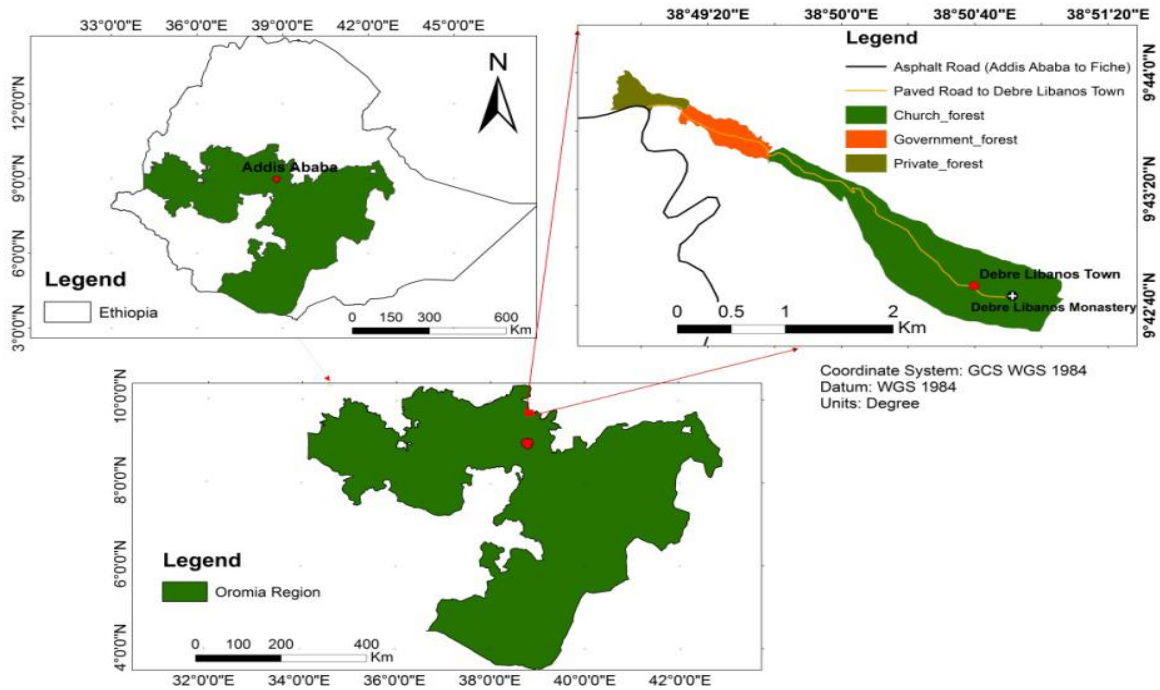 33°0'0"E 36°0'0"E 39°0'0"E 42°0'0"E 45°0'0"E
12°0'0"N
9°0'0"N
6°0'0"N
3°0'0"N
N
Addis Ababa
Legend
Ethiopia
0 150 300 600
Km
38°49'20"E 38°50'0"E 38°50'40"E 38°51'20"E
Legend
Asphalt Road (Addis Ababa to Fiche)
Paved Road to Debre Libanos Town
Church_forest
Government_forest
Private_forest
9°44'0"N
9°43'20"N
9°42'40"N
Debre Libanos Town
Debre Libanos Monastery
0 0.5 1 2
Km
Coordinate System: GCS WGS 1984
Datum: WGS 1984
Units: Degree
10°0'0"N
8°0'0"N
6°0'0"N
4°0'0"N
Legend
Oromia Region
0 100 200 400
Km
32°0'0"E 34°0'0"E 36°0'0"E 38°0'0"E 40°0'0"E 42°0'0"E